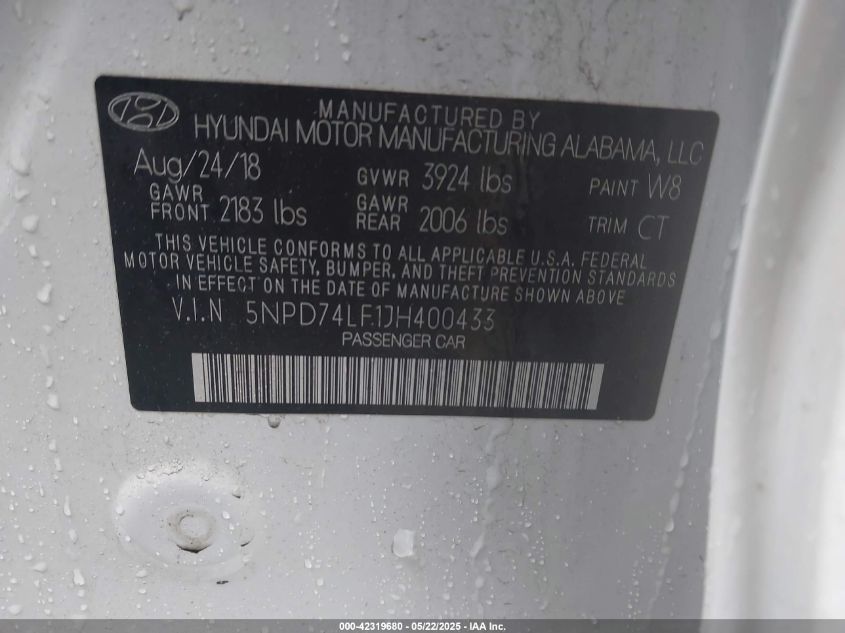 MANUFACTURED BY
HYUNDAI MOTOR MANUFACTURING ALABAMA, LLC
Aug/24/18 GVWR 3924 lbs PAINT W8
GAWR FRONT 2183 lbs GAWR REAR 2006 lbs TRIM CT
THIS VEHICLE CONFORMS TO ALL APPLICABLE U.S.A. FEDERAL
MOTOR VEHICLE SAFETY, BUMPER, AND THEFT PREVENTION STANDARDS
IN EFFECT ON THE DATE OF MANUFACTURE SHOWN ABOVE
V.I.N 5NPD74LF1JH400433
PASSENGER CAR
000-42319680 - 05/22/2025 - IAA Inc.